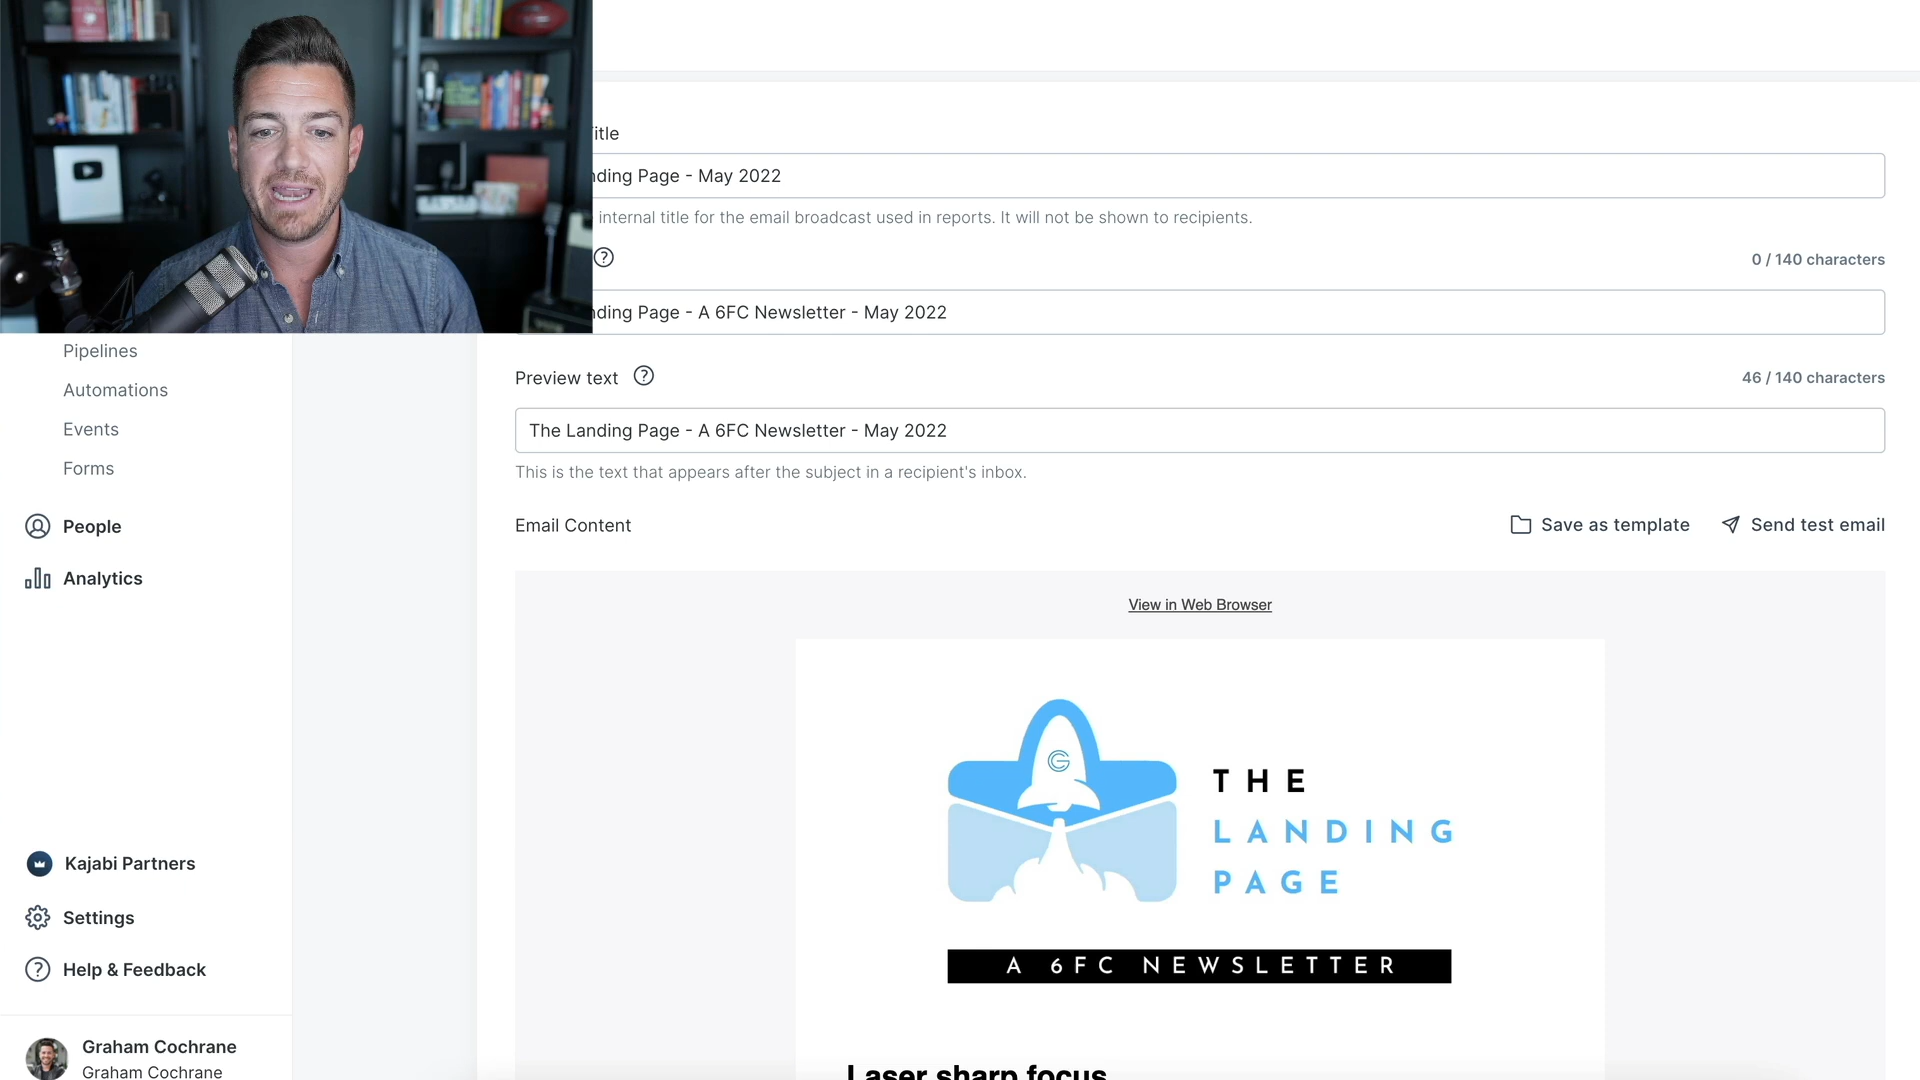 itle
nding Page - May 2022
internal title for the email broadcast used in reports. It will not be shown to recipients.
0 / 140 characters
nding Page - A 6FC Newsletter - May 2022
Preview text
46 / 140 characters
The Landing Page - A 6FC Newsletter - May 2022
This is the text that appears after the subject in a recipient's inbox.
Email Content
Save as template
Send test email
View in Web Browser
THE
LANDING
PAGE
A 6FC NEWSLETTER
Laser sharp focus
Pipelines
Automations
Events
Forms
People
Analytics
Kajabi Partners
Settings
Help & Feedback
Graham Cochrane
Graham Cochrane